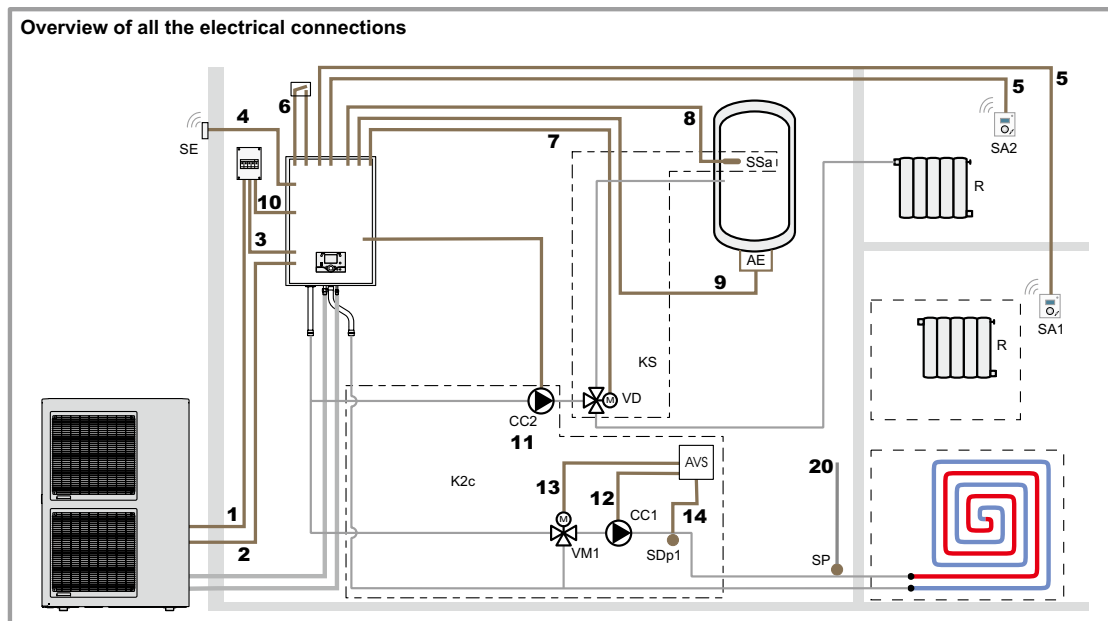 Overview of all the electrical connections
5
5
6
4
8
7
SE
SSa
SA2
R
10
3
AE
9
SA1
R
KS
VD
M
CC2
11
AVS
K2c
13
12
14
20
1
M
CC1
2
VM1
SDp1
SP